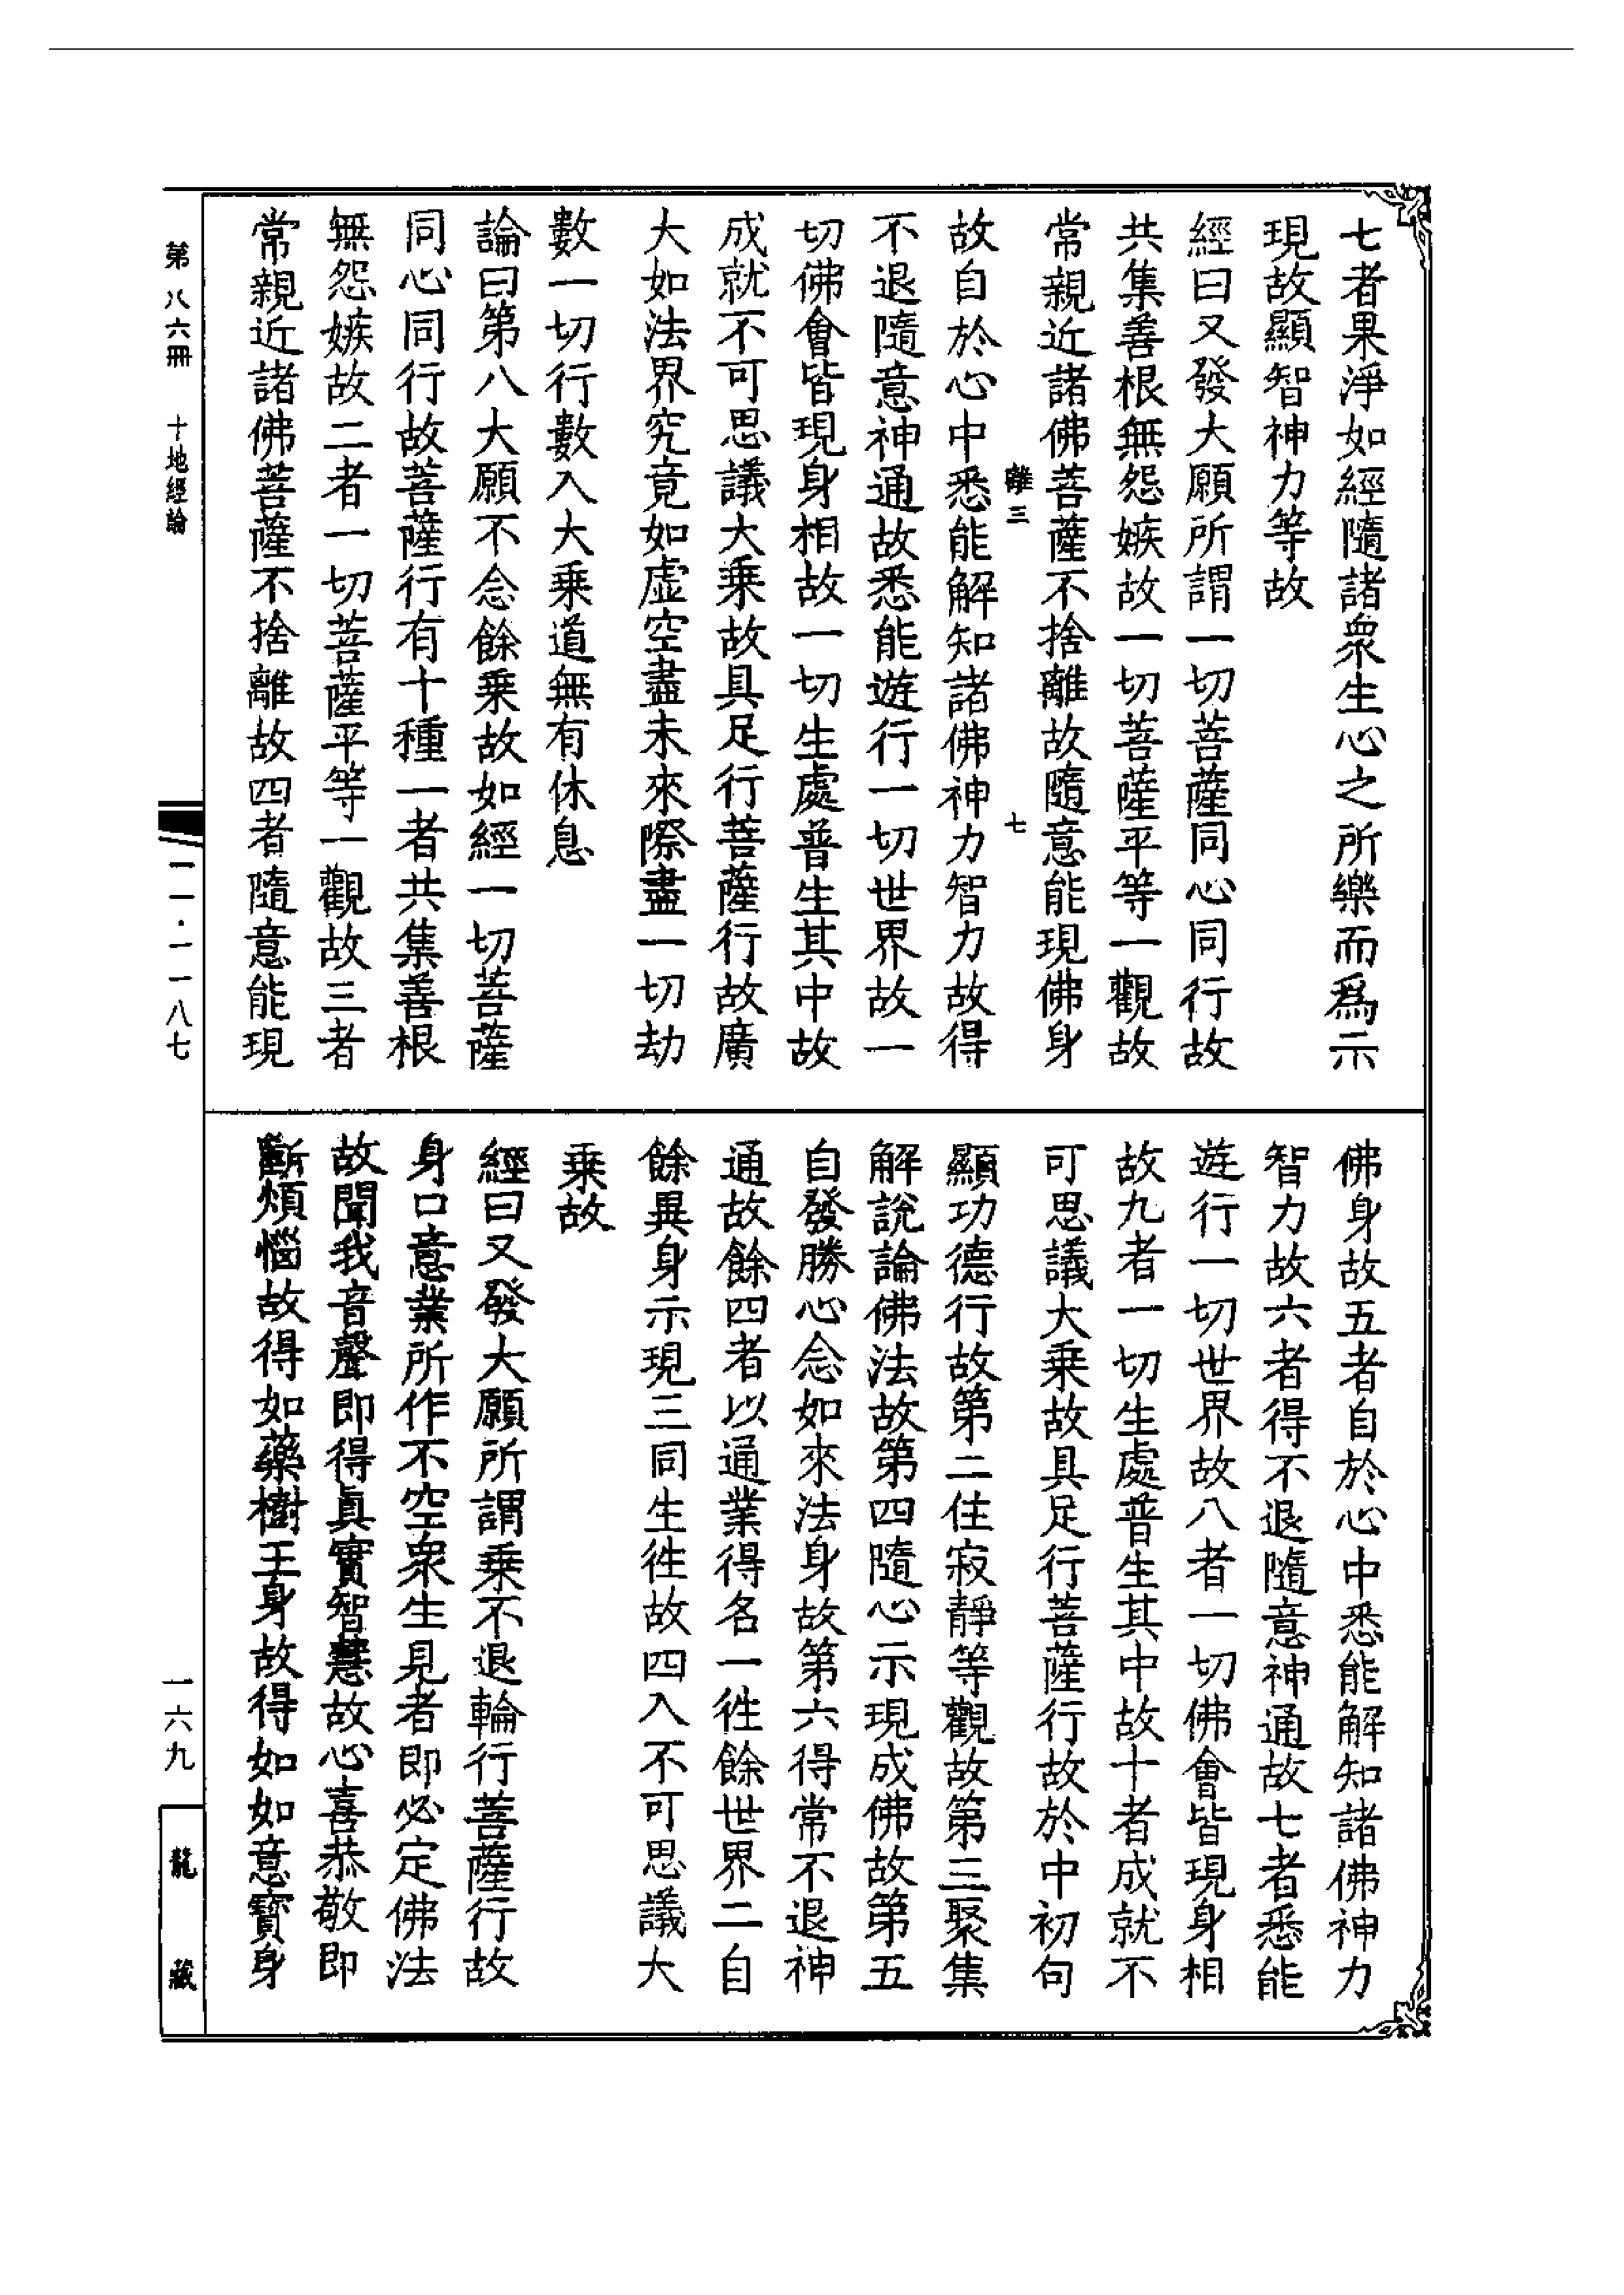 七者果淨如經隨諸衆生心之所樂而爲示
現故顯智神力等故
經曰又發大願所謂一切菩薩同心同行故
共集善根無怨嫉故一切菩薩平等一觀故
常親近諸佛菩薩不捨離故隨意能現佛身
離三　七
故自於心中悉能解知諸佛神力智力故得
不退隨意神通故悉能遊行一切世界故一
切佛會皆現身相故一切生處普生其中故
成就不可思議大乗故具足行菩薩行故廣
大如法界究竟如虛空盡未來際盡一切劫
數一切行數入大乗道無有休息
論曰第八大願不念餘乗故如經一切菩薩
同心同行故菩薩行有十種一者共集善根
無怨嫉故二者一切菩薩平等一觀故三者
常親近諸佛菩薩不捨離故四者隨意能現
佛身故五者自於心中悉能解知諸佛神力
智力故六者得不退隨意神通故七者悉能
遊行一切世界故八者一切佛會皆現身相
故九者一切生處普生其中故十者成就不
可思議大乗故具足行菩薩行故於中初句
顯功德行故第二住寂靜等觀故第三聚集
解說論佛法故第四隨心示現成佛故第五
自發勝心念如來法身故第六得常不退神
通故餘四者以通業得名一徃餘世界二自
餘異身示現三同生徃故四入不可思議大
乗故
經曰又發大願所謂乗不退輪行菩薩行故
身口意業所作不空衆生見者即必定佛法
故聞我音聲即得眞實智慧故心喜恭敬即
斷煩惱故得如藥樹王身故得如如意寳身
第八六冊　十地經論
一一·一一八七
一六九
龍藏